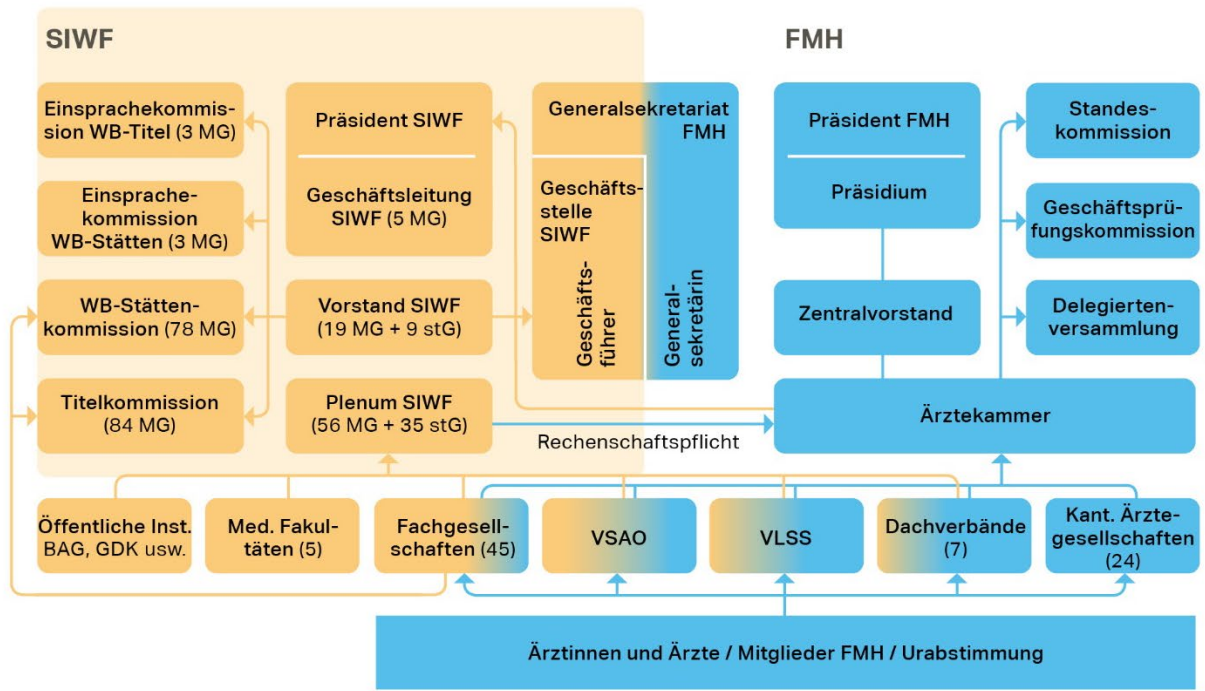 SIWF
FMH
Einsprachekommis-
sion WB-Titel (3 MG)
Einsprache-
kommission
WB-Stätten (3 MG)
WB-Stätten-
kommission (78 MG)
Titelkommission
(84 MG)
Präsident SIWF
Geschäftsleitung
SIWF (5 MG)
Vorstand SIWF
(19 MG + 9 stG)
Plenum SIWF
(56 MG + 35 stG)
Generalsekretariat
FMH
Geschäfts-
stelle
SIWF
Geschäfts-
führer
General-
sekretärin
Rechenschaftspflicht
Präsident FMH
Präsidium
Zentralvorstand
Ärztekammer
Standes-
kommission
Geschäftsprü-
fungskommission
Delegierten-
versammlung
Öffentliche Inst.
BAG, GDK usw.
Med. Fakul-
täten (5)
Fachgesell-
schaften (45)
VSAO
VLSS
Dachverbände
(7)
Kant. Ärzte-
gesellschaften
(24)
Ärztinnen und Ärzte / Mitglieder FMH / Urabstimmung